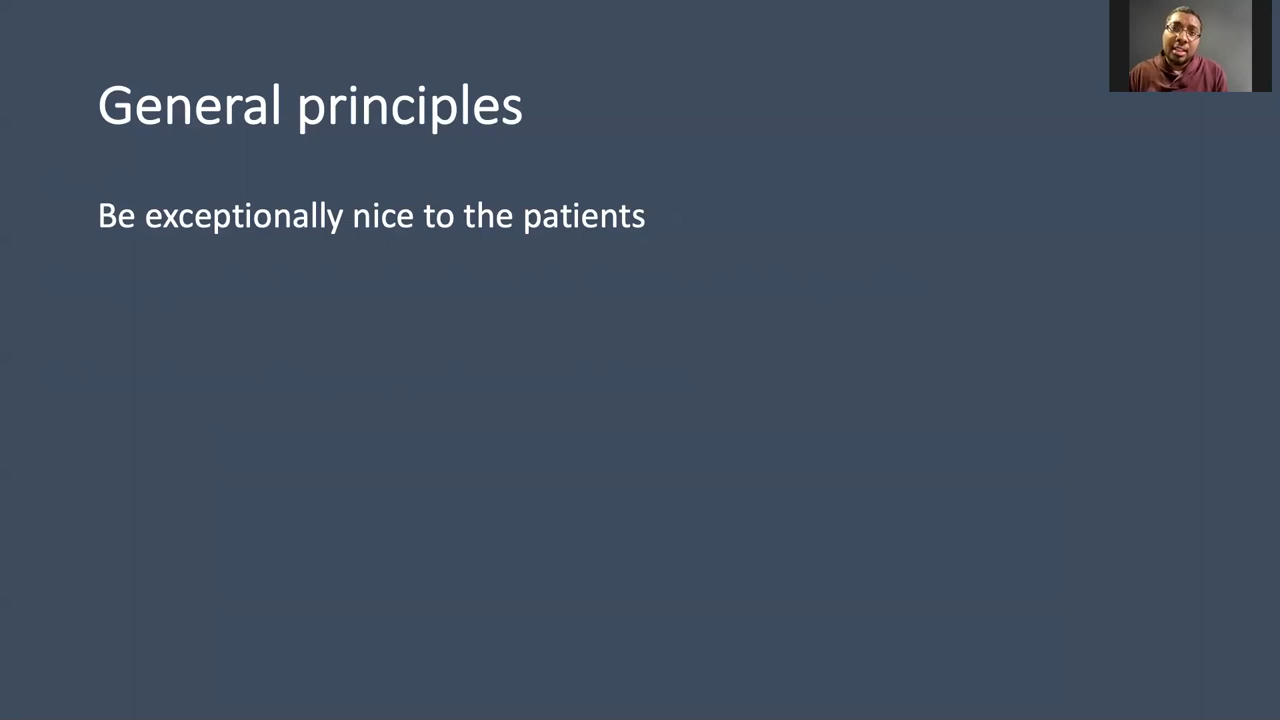 General principles
Be exceptionally nice to the patients